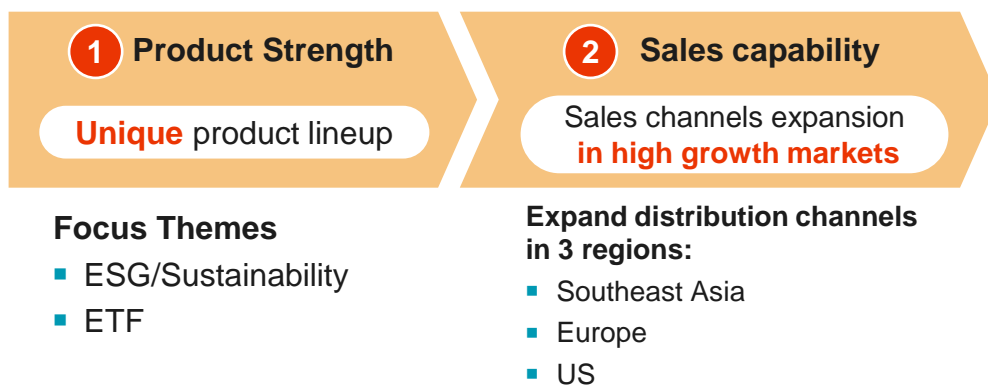 1 Product Strength
Unique product lineup
Focus Themes
ESG/Sustainability
ETF
2 Sales capability
Sales channels expansion
in high growth markets
Expand distribution channels
in 3 regions:
Southeast Asia
Europe
US